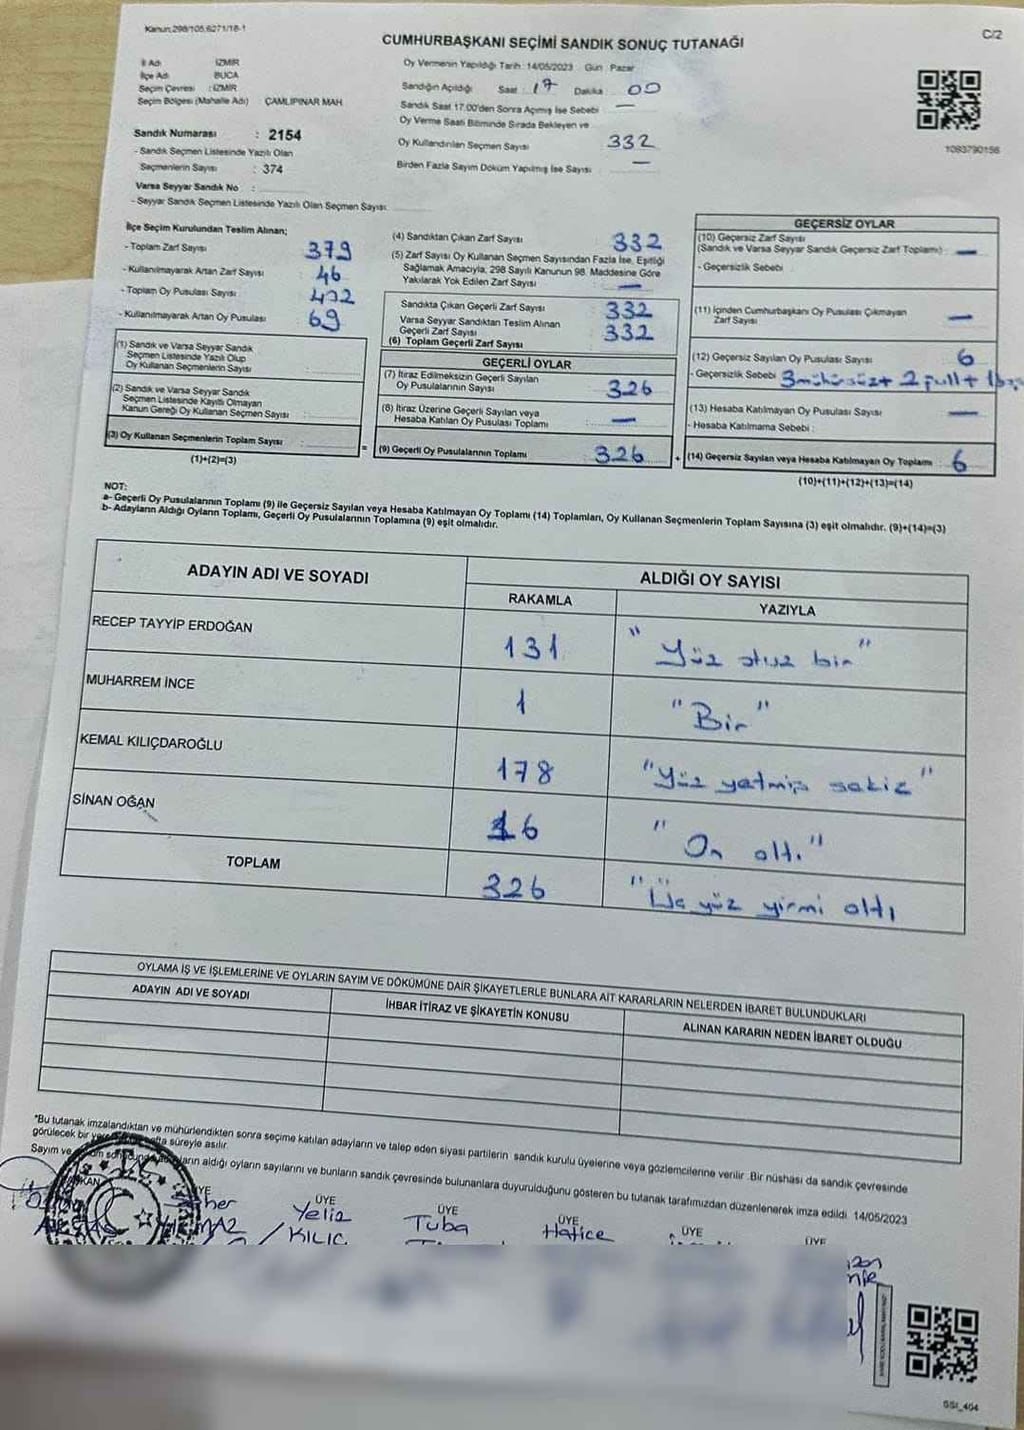 Kanun:298/105,6271/18-1
C/2
CUMHURBAŞKANI SEÇİMİ SANDIK SONUÇ TUTANAĞI
İl Adı İZMİR
İlçe Adı BUCA
Seçim Çevresi : İZMİR
Seçim Bölgesi (Mahalle Adı) ÇAMLIPINAR MAH.
Sandık Numarası : 2154
- Sandık Seçmen Listesinde Yazılı Olan
Seçmenlerin Sayısı : 374
Varsa Seyyar Sandık No :
- Seyyar Sandık Seçmen Listesinde Yazılı Olan Seçmen Sayısı
Oy Vermenin Yapıldığı Tarih: 14/05/2023 Gün : Pazar
Sandığın Açıldığı Saat : 17 Dakika : 00
Sandık Saat 17.00'den Sonra Açılmış İse Sebebi —
Oy Verme Saati Bitiminde Sırada Bekleyen ve
Oy Kullandırılan Seçmen Sayısı 332
Birden Fazla Sayım Döküm Yapılmış İse Sayısı —
1093790156
İlçe Seçim Kurulundan Teslim Alınan;
- Toplam Zarf Sayısı 379
- Kullanılmayarak Artan Zarf Sayısı 46
- Toplam Oy Pusulası Sayısı 402
- Kullanılmayarak Artan Oy Pusulası 69
(1) Sandık ve Varsa Seyyar Sandık
Seçmen Listesinde Yazılı Olup
Oy Kullanan Seçmenlerin Sayısı
(2) Sandık ve Varsa Seyyar Sandık
Seçmen Listesinde Kayıtlı Olmayan
Kanun Gereği Oy Kullanan Seçmen Sayısı
(3) Oy Kullanan Seçmenlerin Toplam Sayısı
(1)+(2)=(3)
(4) Sandıktan Çıkan Zarf Sayısı 332
(5) Zarf Sayısı Oy Kullanan Seçmen Sayısından Fazla İse, Eşitliği
Sağlamak Amacıyla, 298 Sayılı Kanunun 98. Maddesine Göre
Yakılarak Yok Edilen Zarf Sayısı —
Sandıkta Çıkan Geçerli Zarf Sayısı 332
Varsa Seyyar Sandıktan Teslim Alınan
Geçerli Zarf Sayısı 332
(6) Toplam Geçerli Zarf Sayısı
GEÇERLİ OYLAR
(7) İtiraz Edilmeksizin Geçerli Sayılan
Oy Pusulalarının Sayısı 326
(8) İtiraz Üzerine Geçerli Sayılan veya
Hesaba Katılan Oy Pusulası Toplamı —
= (9) Geçerli Oy Pusulalarının Toplamı 326
GEÇERSİZ OYLAR
(10) Geçersiz Zarf Sayısı
(Sandık ve Varsa Seyyar Sandık Geçersiz Zarf Toplamı) : —
- Geçersizlik Sebebi
(11) İçinden Cumhurbaşkanı Oy Pusulası Çıkmayan
Zarf Sayısı —
(12) Geçersiz Sayılan Oy Pusulası Sayısı 6
- Geçersizlik Sebebi 3 mühürsüz + 2
(13) Hesaba Katılmayan Oy Pusulası Sayısı —
- Hesaba Katılmama Sebebi :
+ (14) Geçersiz Sayılan veya Hesaba Katılmayan Oy Toplamı 6
(10)+(11)+(12)+(13)=(14)
NOT:
a- Geçerli Oy Pusulalarının Toplamı (9) ile Geçersiz Sayılan veya Hesaba Katılmayan Oy Toplamı (14) Toplamları, Oy Kullanan Seçmenlerin Toplam Sayısına (3) eşit olmalıdır. (9)+(14)=(3)
b- Adayların Aldığı Oyların Toplamı, Geçerli Oy Pusulalarının Toplamına (9) eşit olmalıdır.
ADAYIN ADI VE SOYADI
ALDIĞI OY SAYISI
RAKAMLA
YAZIYLA
RECEP TAYYİP ERDOĞAN 131 "Yüz otuz bir"
MUHARREM İNCE 1 "Bir"
KEMAL KILIÇDAROĞLU 178 "Yüz yetmiş sekiz"
SİNAN OĞAN 16 "On altı"
TOPLAM 326 "Üç yüz yirmi altı
OYLAMA İŞ VE İŞLEMLERİNE VE OYLARIN SAYIM VE DÖKÜMÜNE DAİR ŞİKAYETLERLE BUNLARA AİT KARARLARIN NELERDEN İBARET BULUNDUKLARI
ADAYIN ADI VE SOYADI
İHBAR İTİRAZ VE ŞİKAYETİN KONUSU
ALINAN KARARIN NEDEN İBARET OLDUĞU
*Bu tutanak imzalandıktan ve mühürlendikten sonra seçime katılan adayların ve talep eden siyasi partilerin sandık kurulu üyelerine veya gözlemcilerine verilir. Bir nüshası da sandık çevresinde
görülecek bir süreyle asılır.
Sayım ve aldığı oyların sayılarını ve bunların sandık çevresinde bulunanlara duyurulduğunu gösteren bu tutanak tarafımızdan düzenlenerek imza edildi. 14/05/2023
ÜYE ÜYE ÜYE ÜYE ÜYE
Yeliz Tuba Hatice
KILIÇ
GSI_404